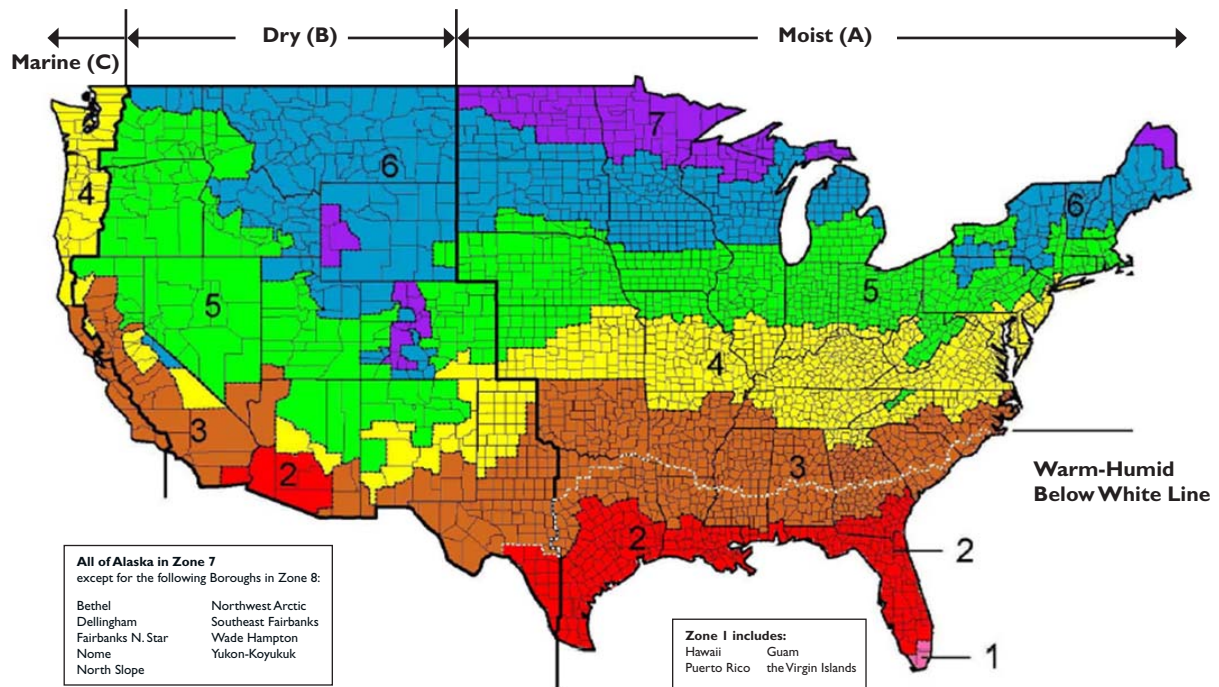 Marine (C)
Dry (B)
Moist (A)
7
6
6
4
5
5
4
3
3
2
2
2
1
Warm-Humid
Below White Line
All of Alaska in Zone 7
except for the following Boroughs in Zone 8:
Bethel Northwest Arctic
Dellingham Southeast Fairbanks
Fairbanks N. Star Wade Hampton
Nome Yukon-Koyukuk
North Slope
Zone 1 includes:
Hawaii Guam
Puerto Rico the Virgin Islands